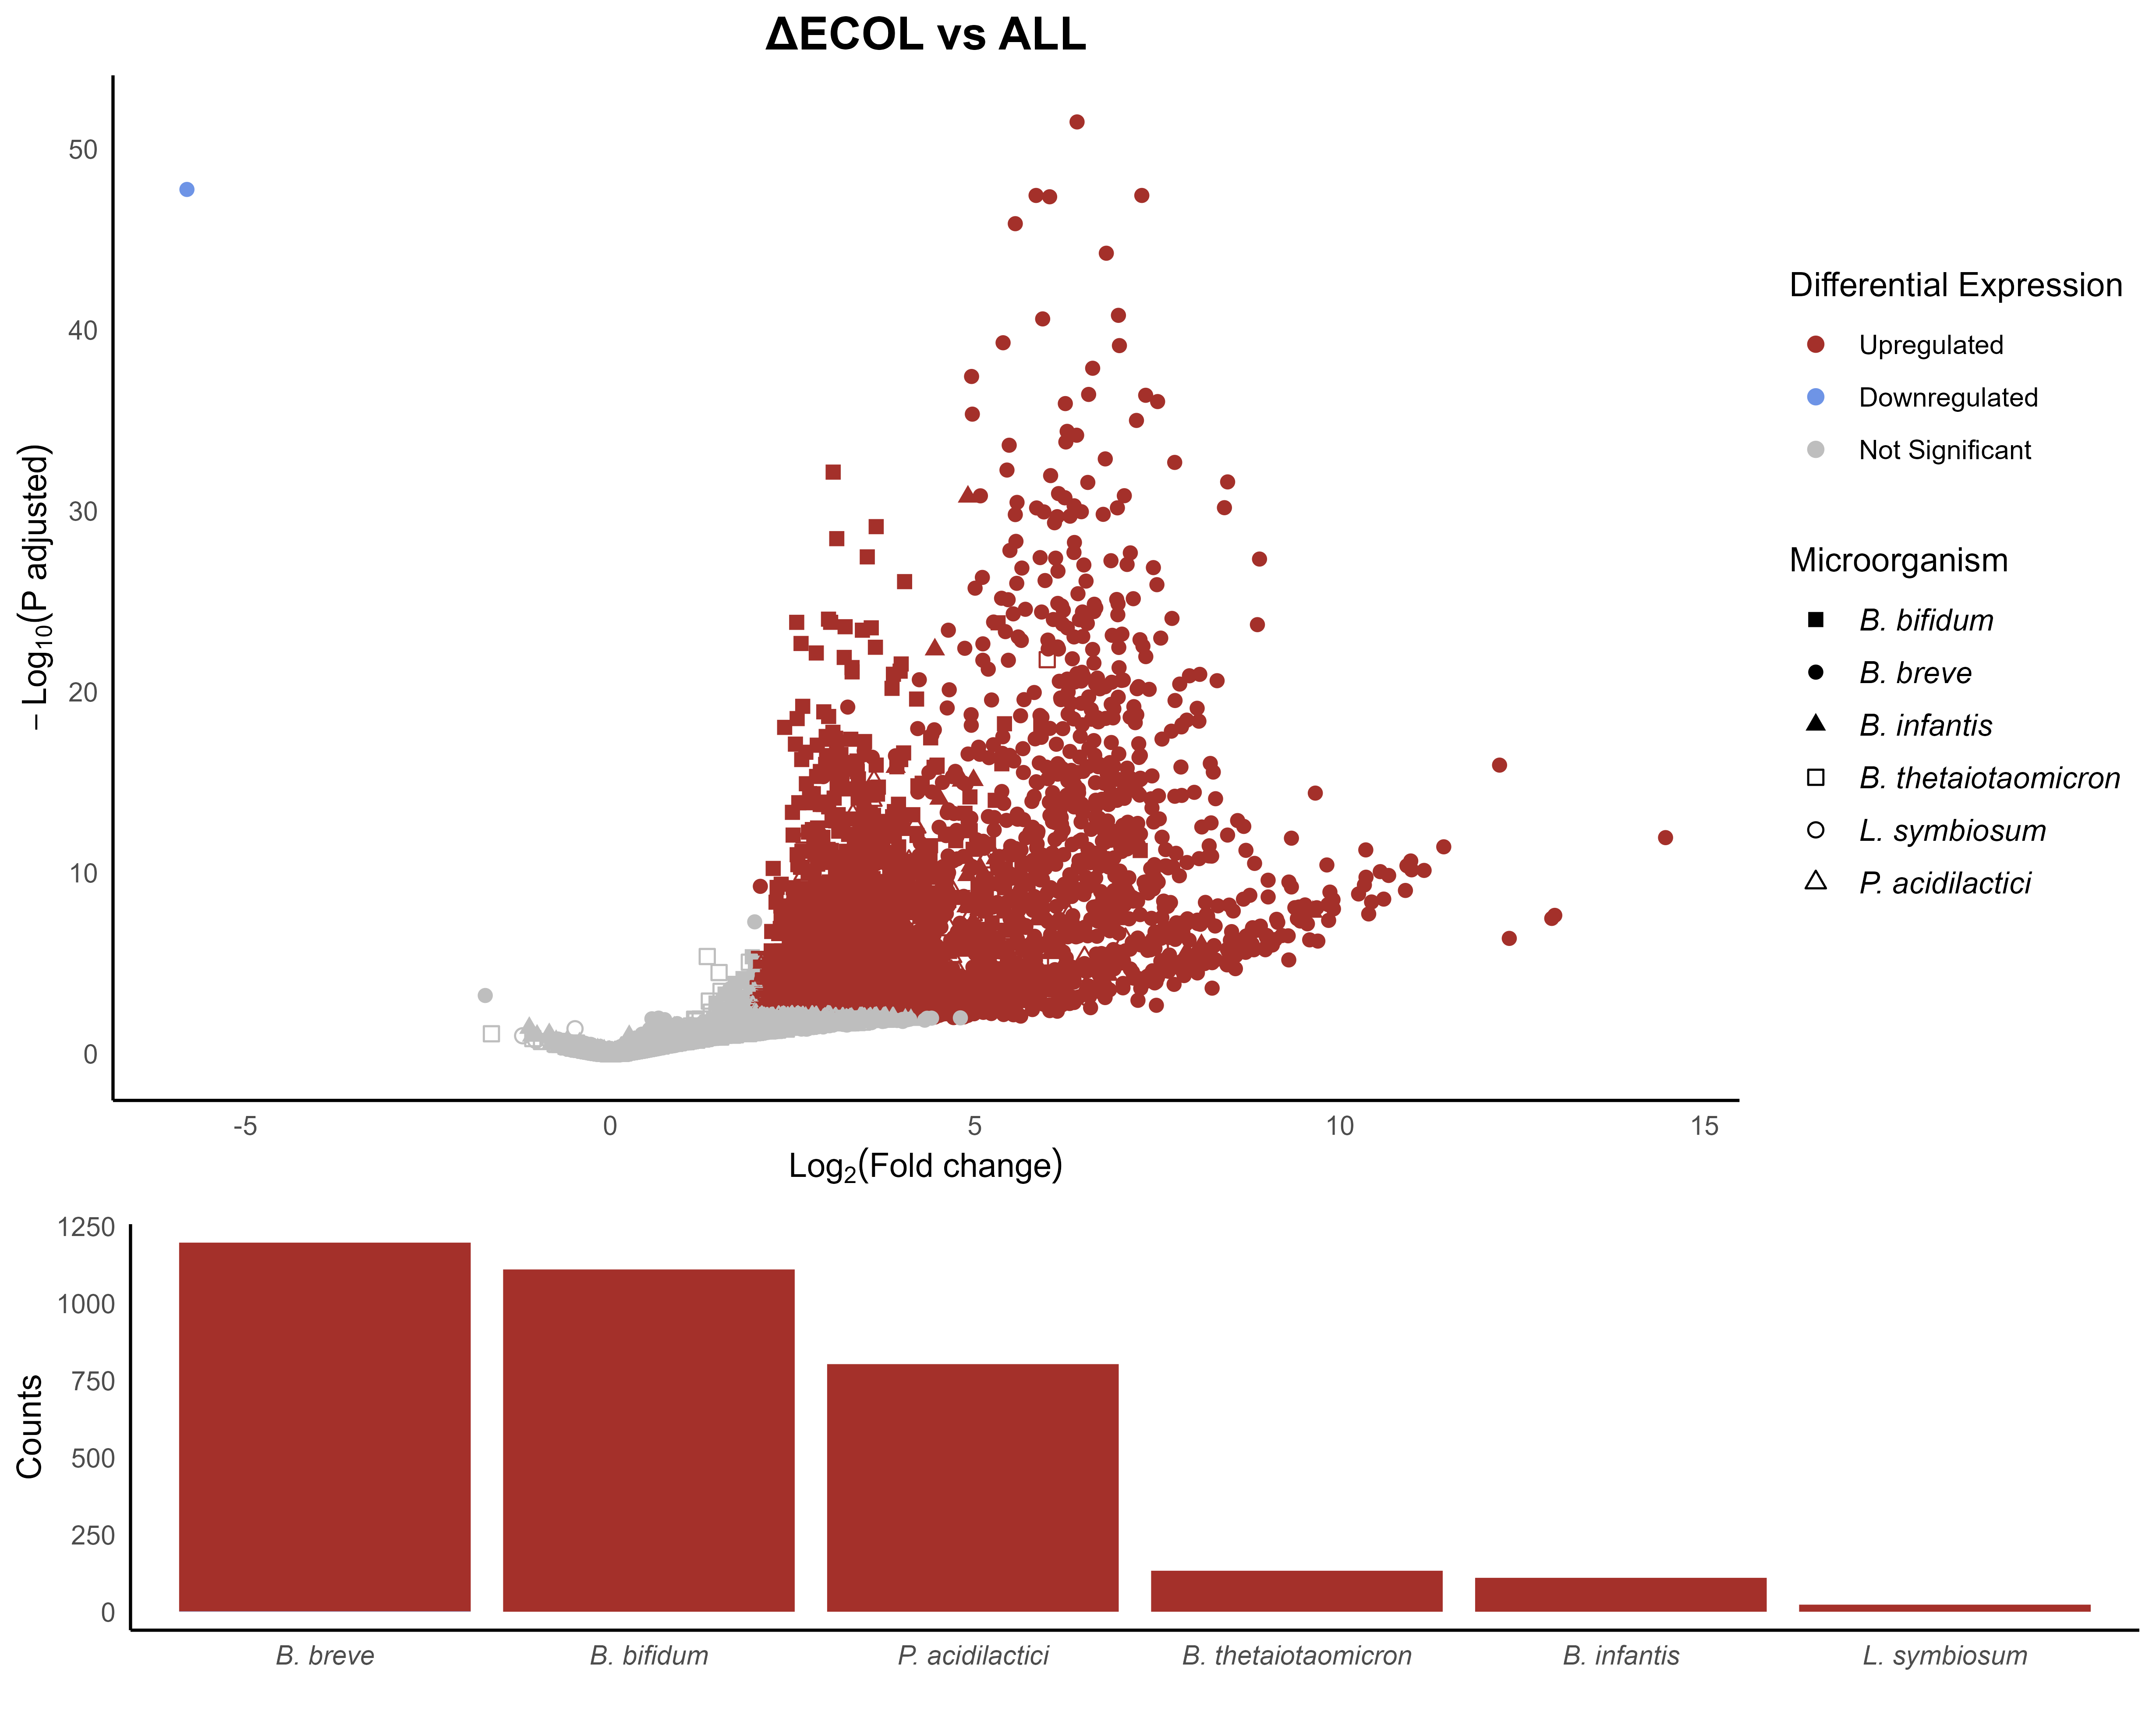 ΔECOL vs ALL
− Log10(P adjusted)
50
40
30
20
10
0
-5
0
5
10
15
Log2(Fold change)
Differential Expression
Upregulated
Downregulated
Not Significant
Microorganism
B. bifidum
B. breve
B. infantis
B. thetaiotaomicron
L. symbiosum
P. acidilactici
Counts
1250
1000
750
500
250
0
B. breve
B. bifidum
P. acidilactici
B. thetaiotaomicron
B. infantis
L. symbiosum